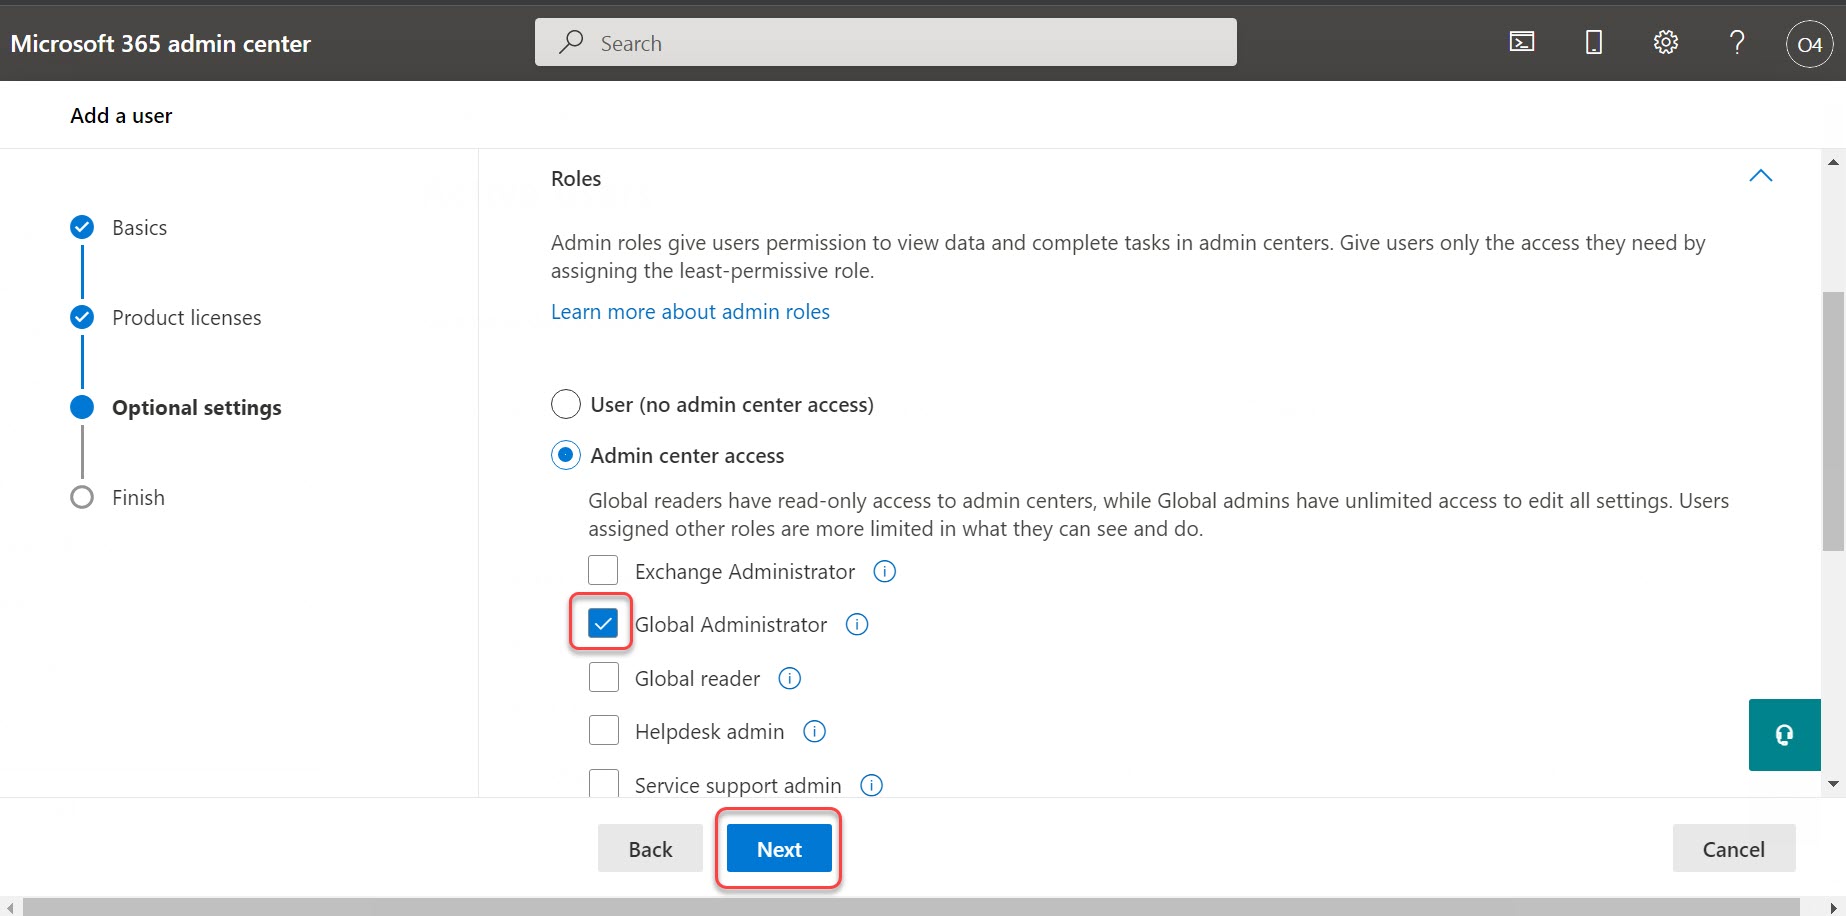 Microsoft 365 admin center
Search
?
O4
Add a user
Basics
Product licenses
Optional settings
Finish
Roles
Admin roles give users permission to view data and complete tasks in admin centers. Give users only the access they need by
assigning the least-permissive role.
Learn more about admin roles
User (no admin center access)
Admin center access
Global readers have read-only access to admin centers, while Global admins have unlimited access to edit all settings. Users
assigned other roles are more limited in what they can see and do.
Exchange Administrator
Global Administrator
Global reader
Helpdesk admin
Service support admin
Back
Next
Cancel